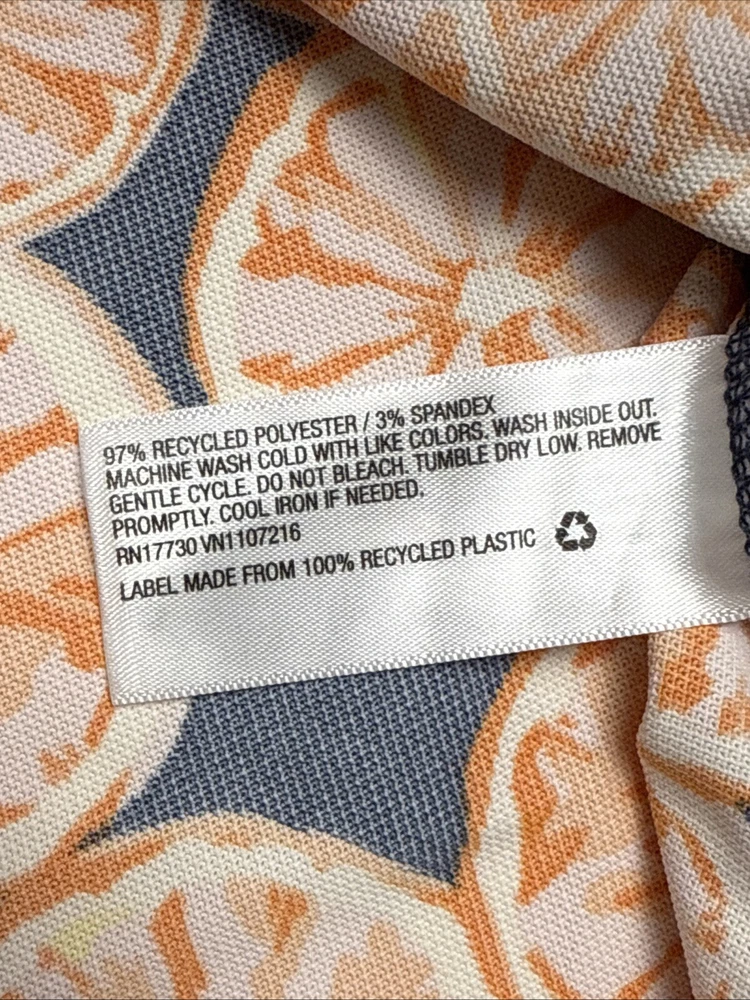 97% RECYCLED POLYESTER / 3% SPANDEX
MACHINE WASH COLD WITH LIKE COLORS. WASH INSIDE OUT.
GENTLE CYCLE. DO NOT BLEACH. TUMBLE DRY LOW. REMOVE
PROMPTLY. COOL IRON IF NEEDED.
RN17730 VN1107216
LABEL MADE FROM 100% RECYCLED PLASTIC